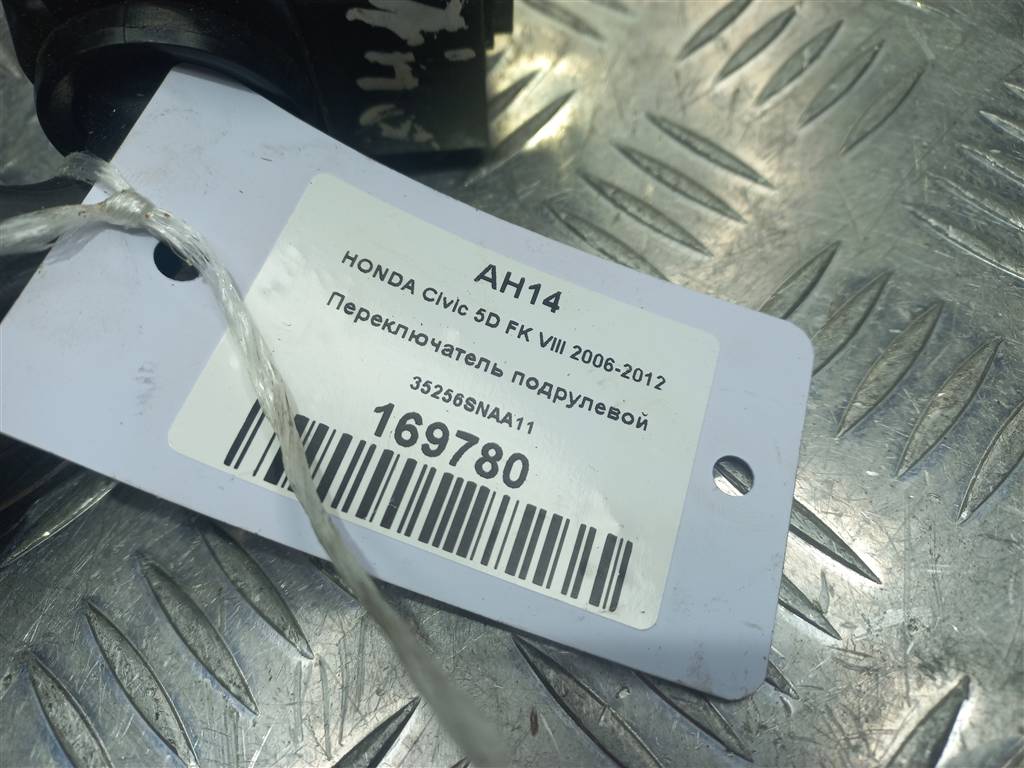 AH14
HONDA Civic 5D FK VIII 2006-2012
Переключатель подрулевой
35256SNAA11
169780